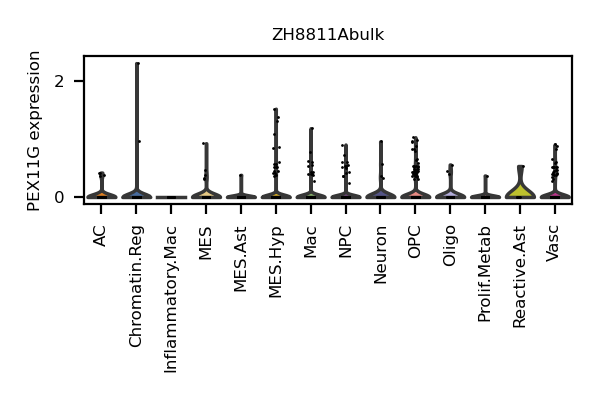 ZH8811Abulk
PEX11G expression
2
0
AC
Chromatin.Reg
Inflammatory.Mac
MES
MES.Ast
MES.Hyp
Mac
NPC
Neuron
OPC
Oligo
Prolif.Metab
Reactive.Ast
Vasc